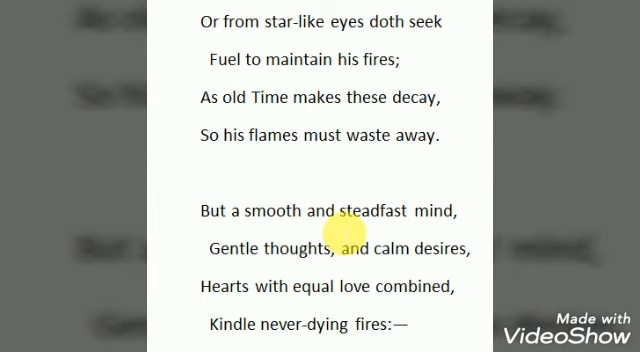 Or from star-like eyes doth seek
Fuel to maintain his fires;
As old Time makes these decay,
So his flames must waste away.
But a smooth and steadfast mind,
Gentle thoughts, and calm desires,
Hearts with equal love combined,
Kindle never-dying fires:—
Made with
VideoShow